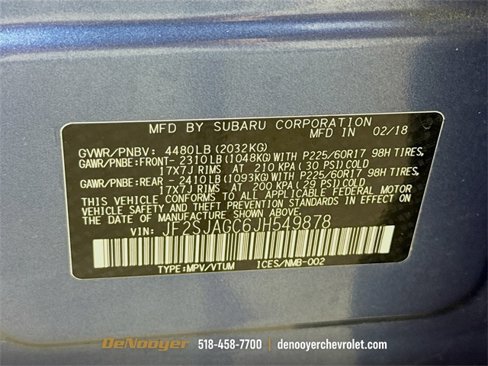 MFD BY SUBARU CORPORATION
MFD IN 02/18
GVWR/PNBV: 4480LB (2032KG)
GAWR/PNBE:FRONT- 2310LB (1048KG) WITH P225/60R17 98H TIRES,
17X7J RIMS AT 210 KPA (30 PSI) COLD
GAWR/PNBE:REAR - 2410LB (1093KG) WITH P225/60R17 98H TIRES,
17X7J RIMS AT 200 KPA (29 PSI) COLD
THIS VEHICLE CONFORMS TO ALL APPLICABLE FEDERAL MOTOR
VEHICLE SAFETY AND BUMPER STANDARDS IN EFFECT ON
THE DATE OF MANUFACTURE SHOWN ABOVE.
VIN: JF2SJAGC6JH549878
TYPE:MPV/VTUM ICES/NMB-002
DeNooyer 518-458-7700 | denooyerchevrolet.com